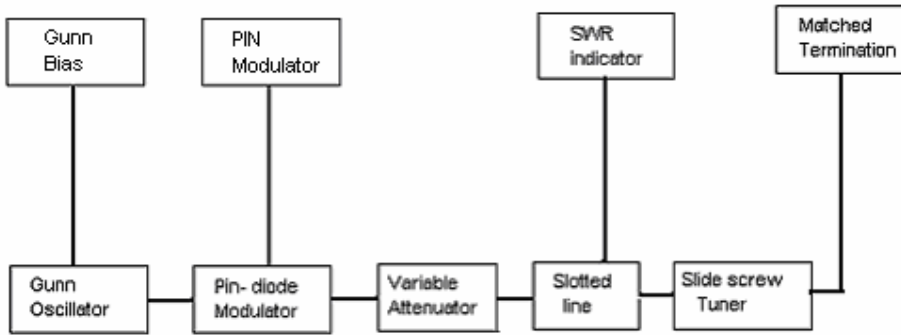 Gunn
Bias
PIN
Modulator
SWR
indicator
Matched
Termination
Gunn
Oscillator
Pin- diode
Modulator
Variable
Attenuator
Slotted
line
Slide screw
Tuner